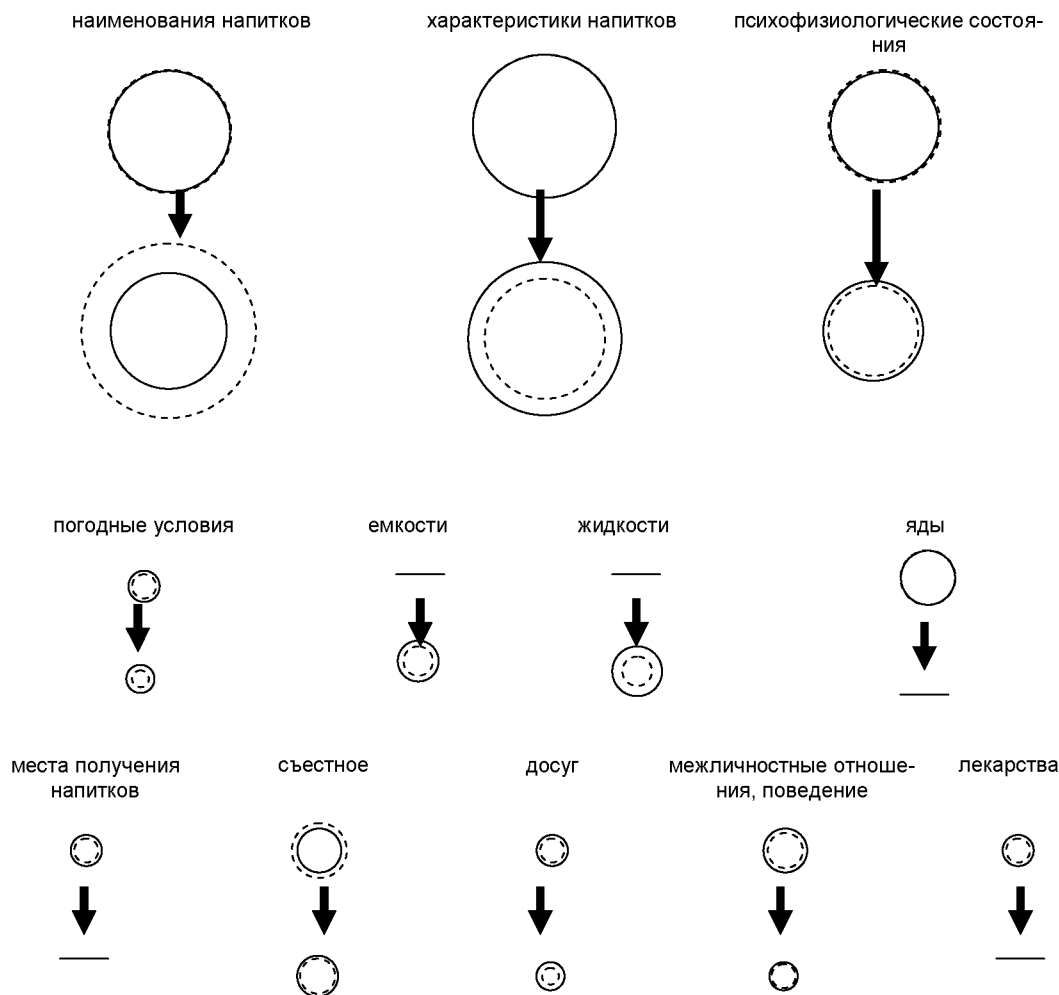 наименования напитков
характеристики напитков
психофизиологические состоя-
ния
погодные условия
емкости
жидкости
яды
места получения
напитков
съестное
досуг
межличностные отноше-
ния, поведение
лекарства